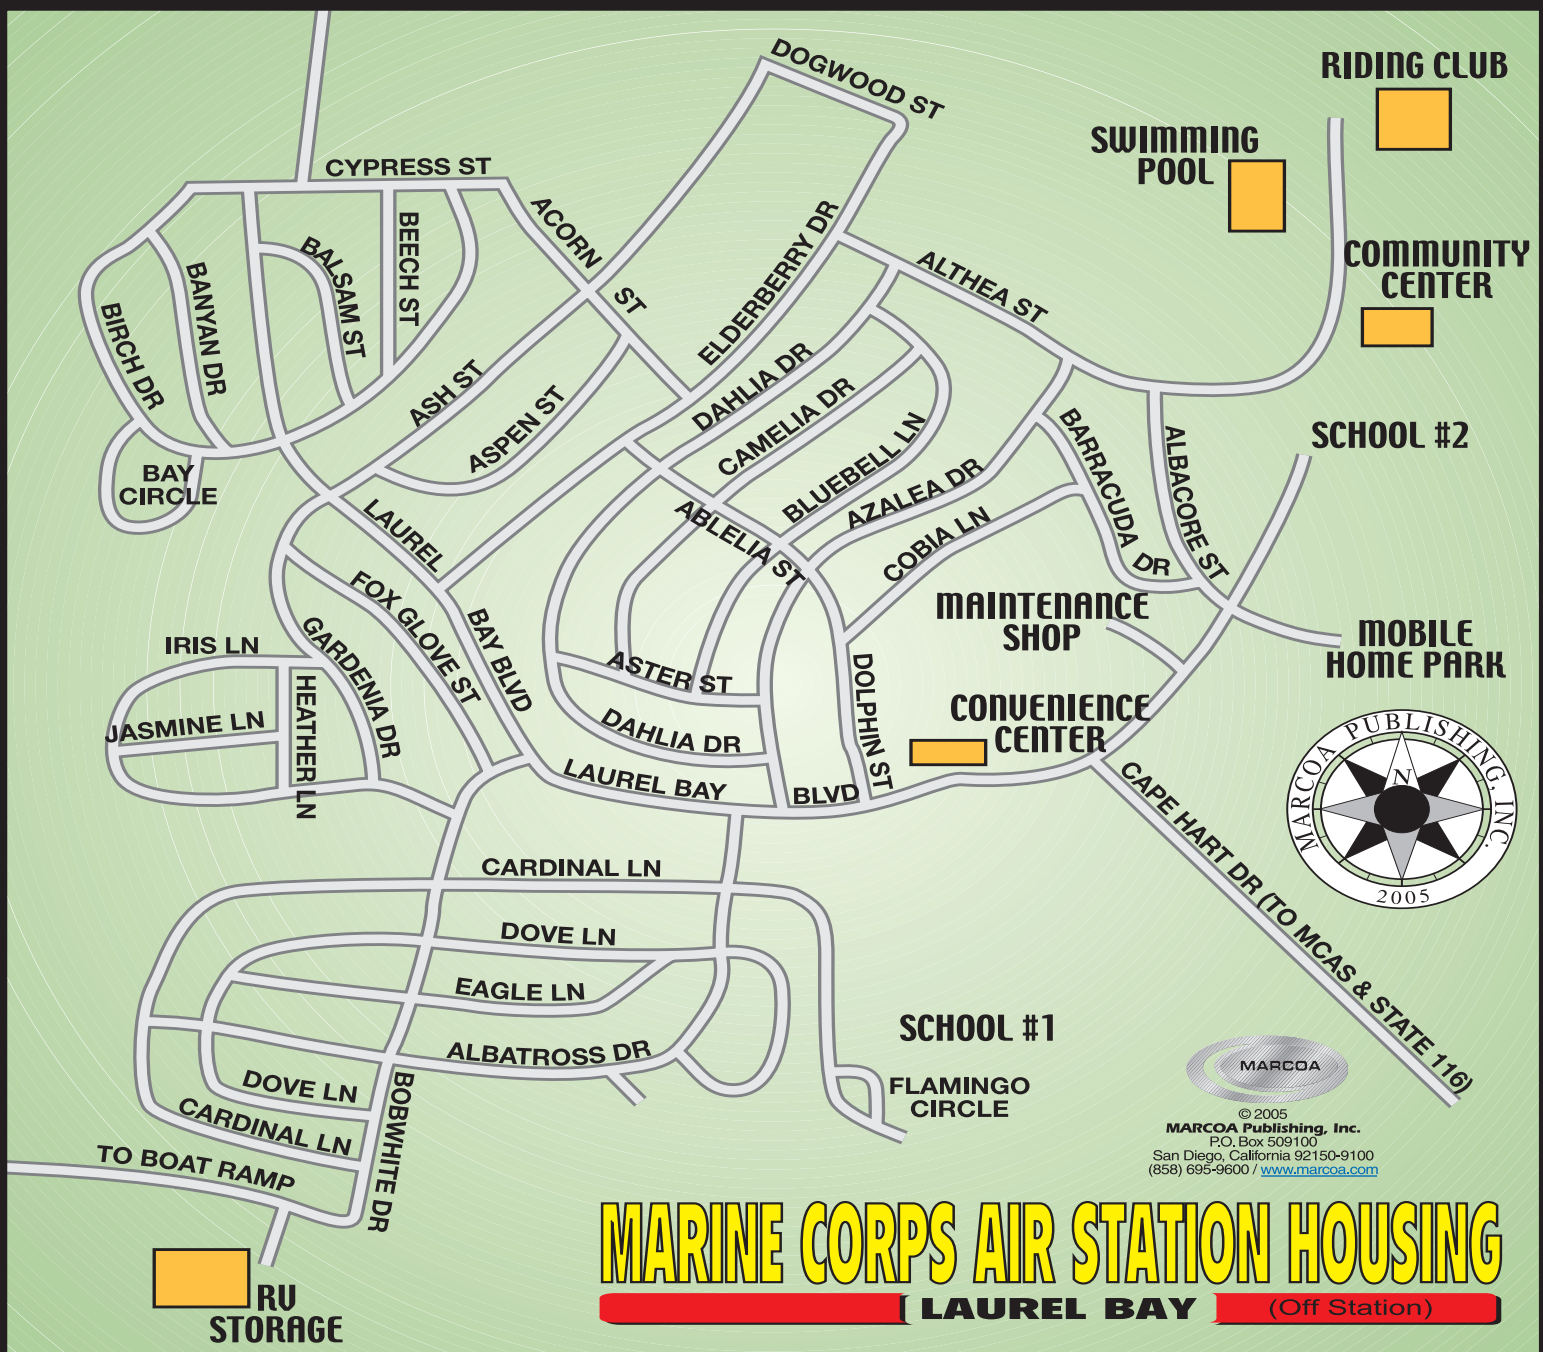 DOGWOOD ST
RIDING CLUB
SWIMMING
POOL
CYPRESS ST
ACORN
ST
BEECH ST
BALSAM ST
BANYAN DR
BIRCH DR
ELDERBERRY DR
ALTHEA ST
COMMUNITY
CENTER
ASH ST
ASPEN ST
DAHLIA DR
CAMELIA DR
BLUEBELL LN
AZALEA DR
COBIA LN
BARRACUDA
DR
ALBACORE ST
SCHOOL #2
BAY
CIRCLE
LAUREL
BAY BLVD
ABLELIA ST
FOX GLOVE ST
GARDENIA DR
IRIS LN
JASMINE LN
HEATHER LN
ASTER ST
DAHLIA DR
DOLPHIN ST
MAINTENANCE
SHOP
MOBILE
HOME PARK
CONVENIENCE
CENTER
LAUREL BAY
BLVD
CAPE HART DR (TO MCAS & STATE 116)
MARCOA PUBLISHING, INC.
N
2005
CARDINAL LN
DOVE LN
EAGLE LN
ALBATROSS DR
SCHOOL #1
FLAMINGO
CIRCLE
DOVE LN
CARDINAL LN
BOBWHITE DR
TO BOAT RAMP
RV
STORAGE
MARCOA
© 2005
MARCOA Publishing, Inc.
P.O. Box 509100
San Diego, California 92150-9100
(858) 695-9600 / www.marcoa.com
MARINE CORPS AIR STATION HOUSING
LAUREL BAY
(Off Station)